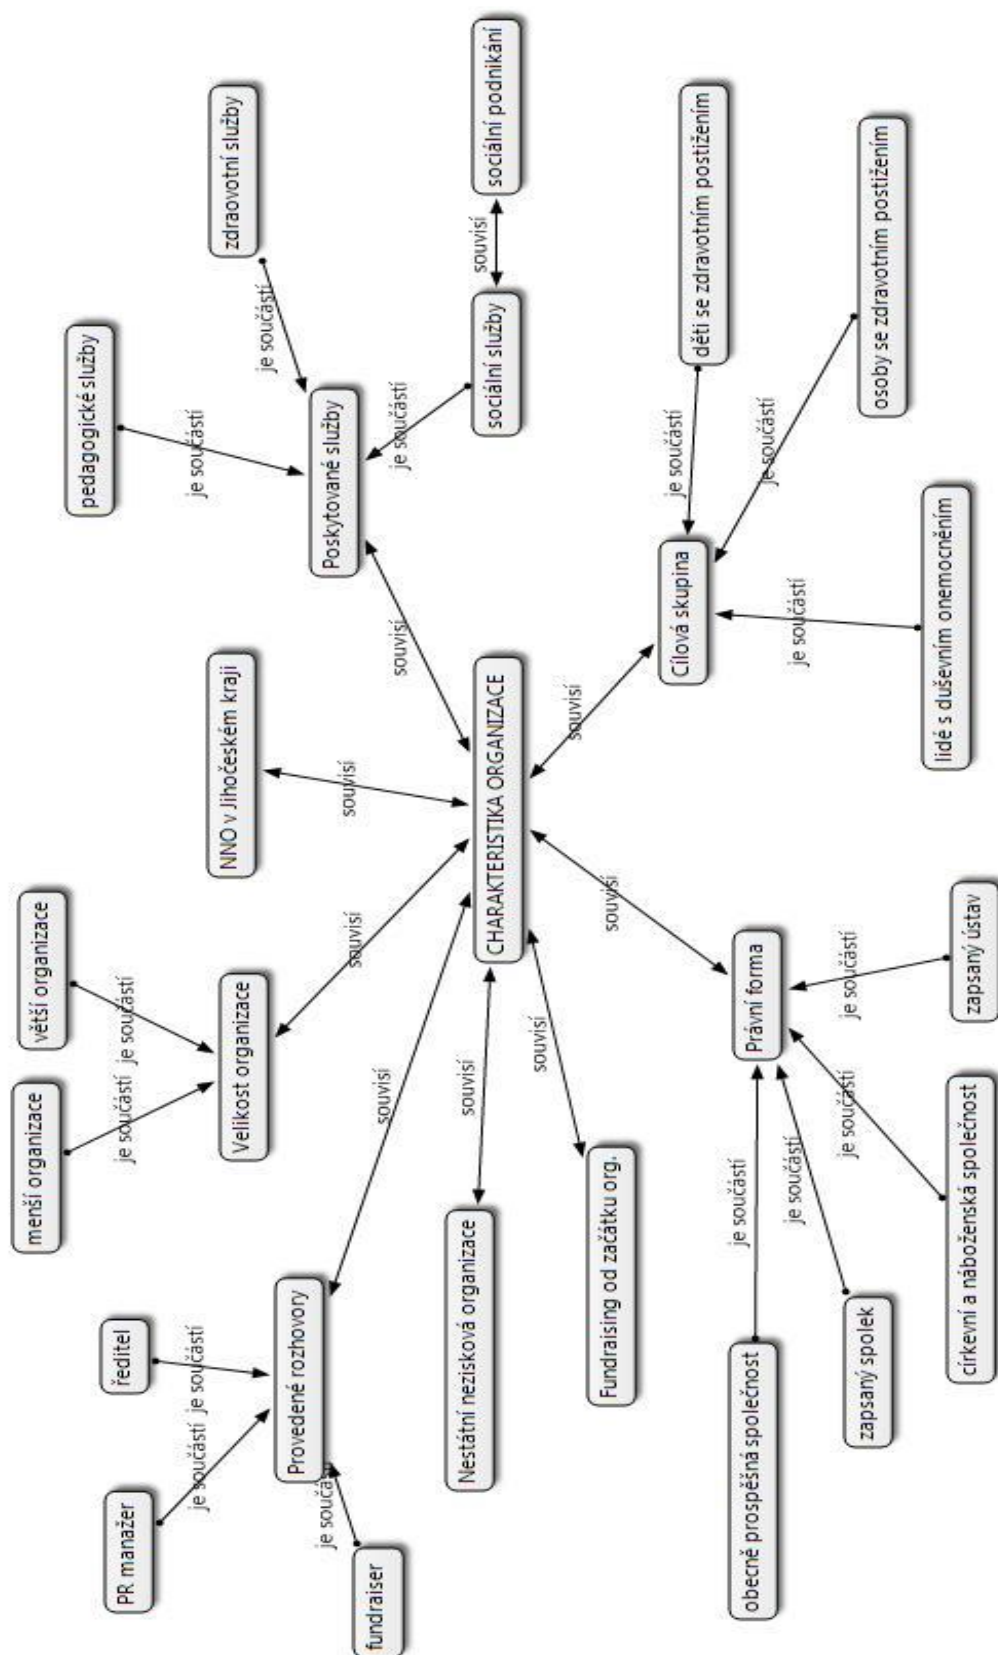 menší organizace
větší organizace
je součástí
je součástí
pedagogické služby
PR manažer
ředitel
je součástí
je součástí
je součástí
Velikost organizace
NNO v Jihočeském kraji
zdraovotní služby
je součástí
Provedené rozhovory
je součástí
souvisí
souvisí
Poskytované služby
fundraiser
souvisí
souvisí
je součástí
Nestátní nezisková organizace
souvisí
CHARAKTERISTIKA ORGANIZACE
sociální služby
souvisí
sociální podnikání
souvisí
souvisí
Fundraising od začátku org.
souvisí
je součástí
Cílová skupina
děti se zdravotním postižením
obecně prospěšná společnost
je součástí
Právní forma
je součástí
je součástí
je součástí
zapsaný spolek
je součástí
je součástí
osoby se zdravotním postižením
církevní a náboženská společnost
zapsaný ústav
lidé s duševním onemocněním